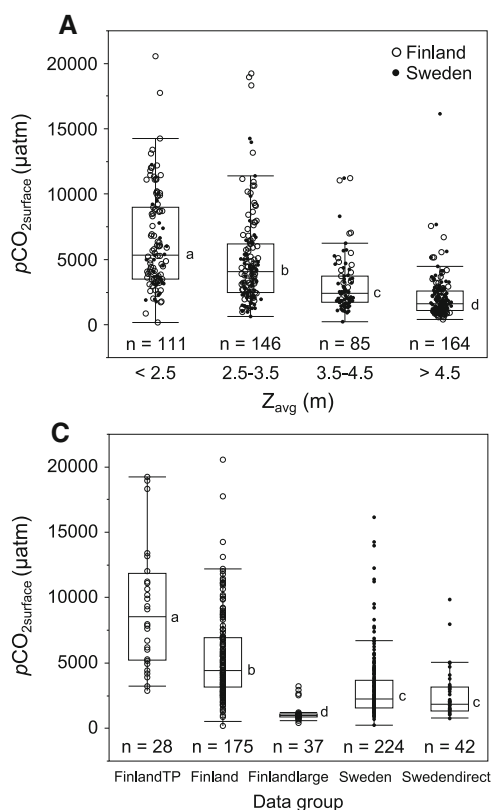 A
○ Finland
● Sweden
pCO2surface (µatm)
20000
15000
10000
5000
0
a
b
c
d
n = 111 n = 146 n = 85 n = 164
< 2.5 2.5-3.5 3.5-4.5 > 4.5
Zavg (m)
C
pCO2surface (µatm)
20000
15000
10000
5000
0
a
b
d
c
c
n = 28 n = 175 n = 37 n = 224 n = 42
FinlandTP Finland Finlandlarge Sweden Swedendirect
Data group